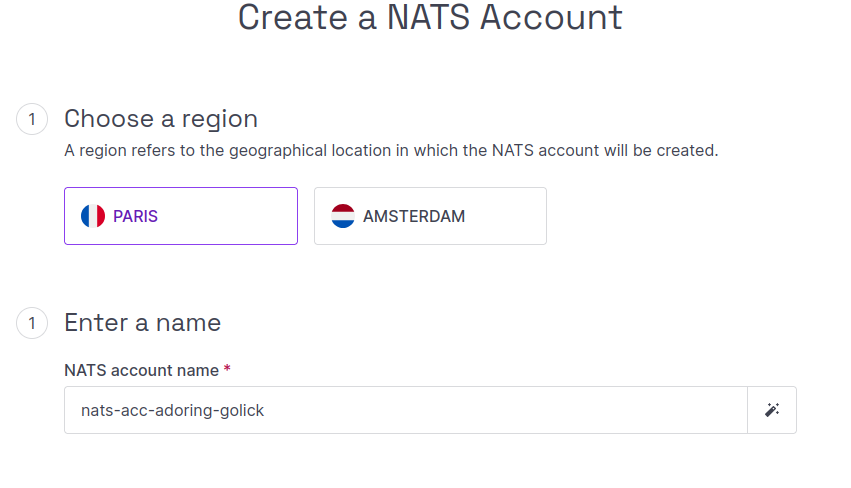 Create a NATS Account
1
Choose a region
A region refers to the geographical location in which the NATS account will be created.
PARIS
AMSTERDAM
1
Enter a name
NATS account name *
nats-acc-adoring-golick